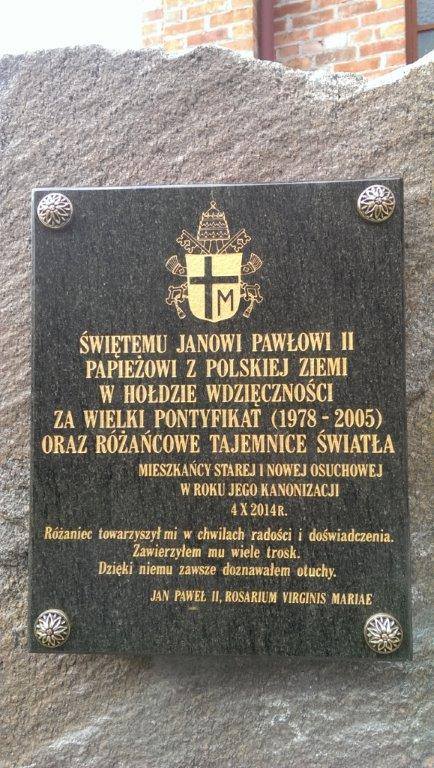 M
ŚWIĘTEMU JANOWI PAWŁOWI II
PAPIEŻOWI Z POLSKIEJ ZIEMI
W HOŁDZIE WDZIĘCZNOŚCI
ZA WIELKI PONTYFIKAT (1978 - 2005)
ORAZ RÓŻAŃCOWE TAJEMNICE ŚWIATŁA
MIESZKAŃCY STAREJ I NOWEJ OSUCHOWEJ
W ROKU JEGO KANONIZACJI
4 X 2014 R.
Różaniec towarzyszył mi w chwilach radości i doświadczenia.
Zawierzyłem mu wiele trosk.
Dzięki niemu zawsze doznawałem otuchy.
JAN PAWEŁ II, ROSARIUM VIRGINIS MARIAE